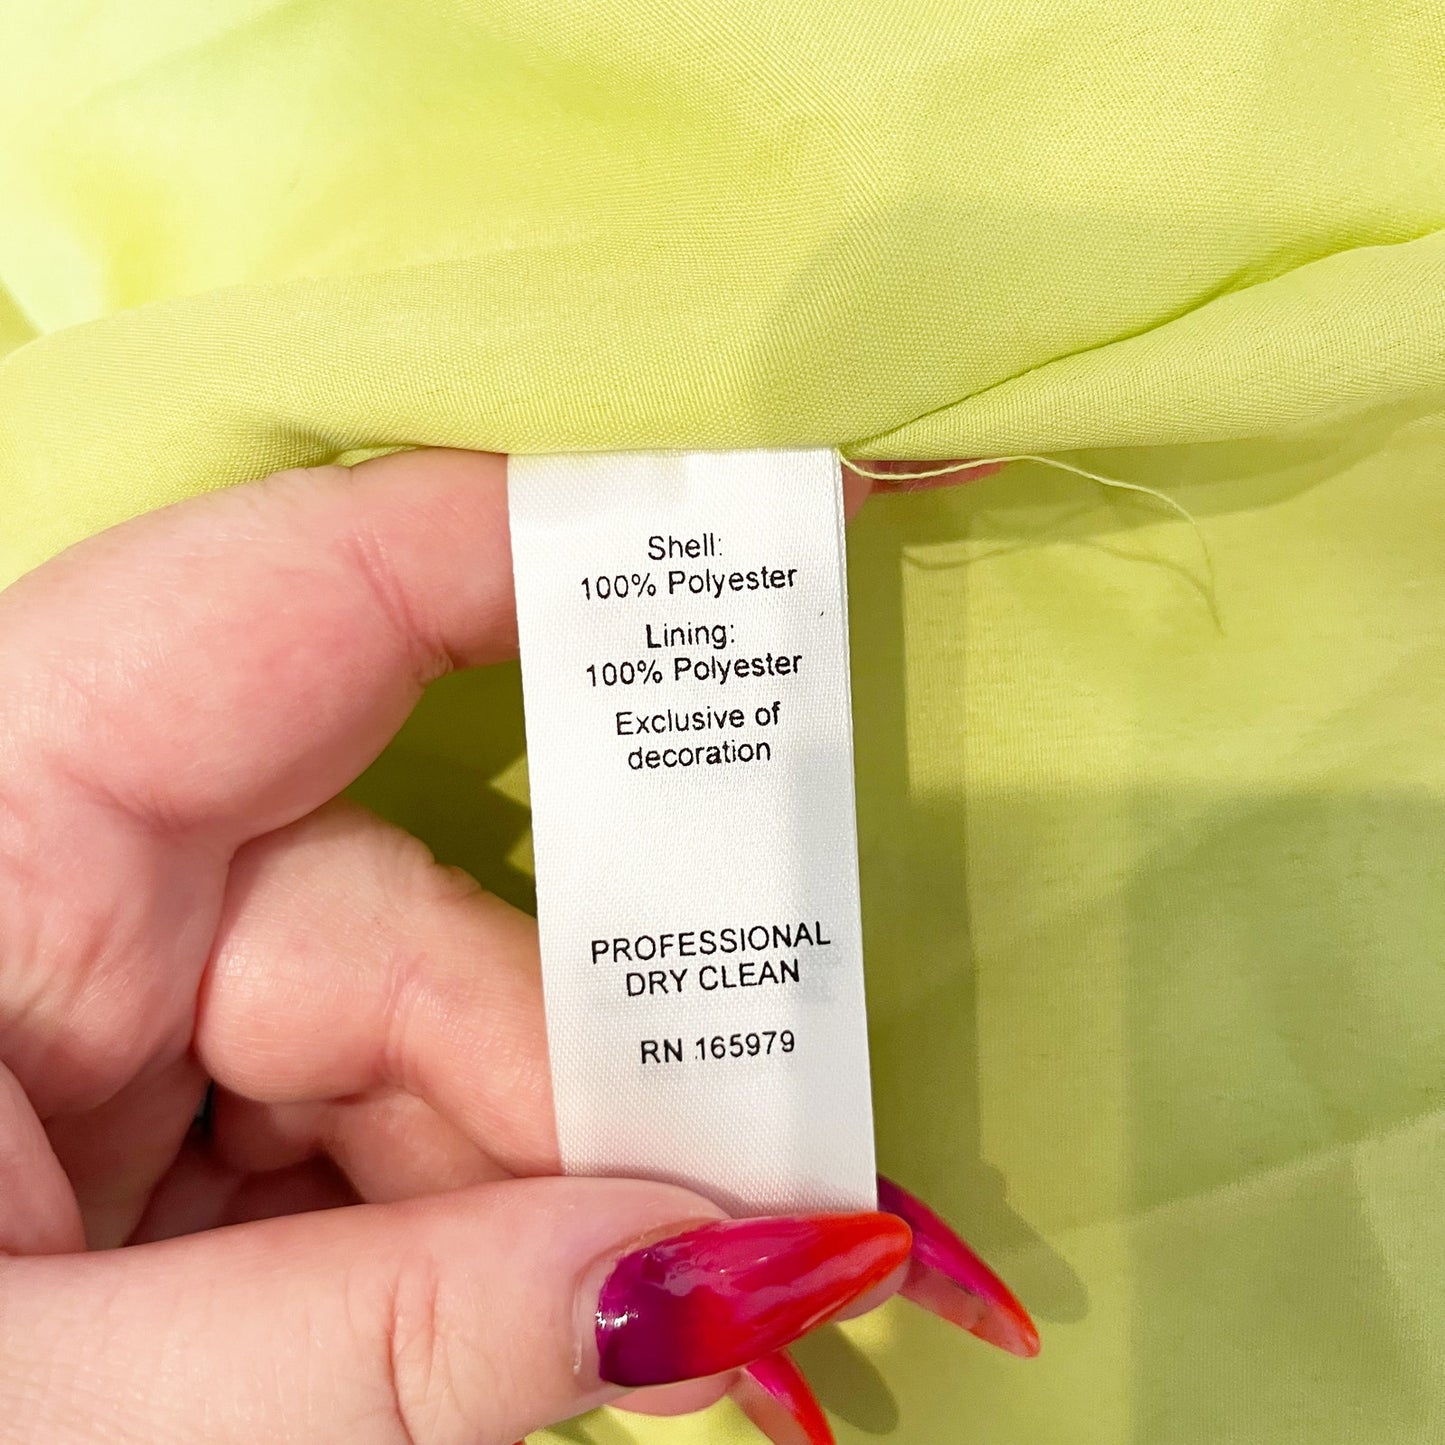 Shell:
100% Polyester
Lining:
100% Polyester
Exclusive of
decoration
PROFESSIONAL
DRY CLEAN
RN 165979